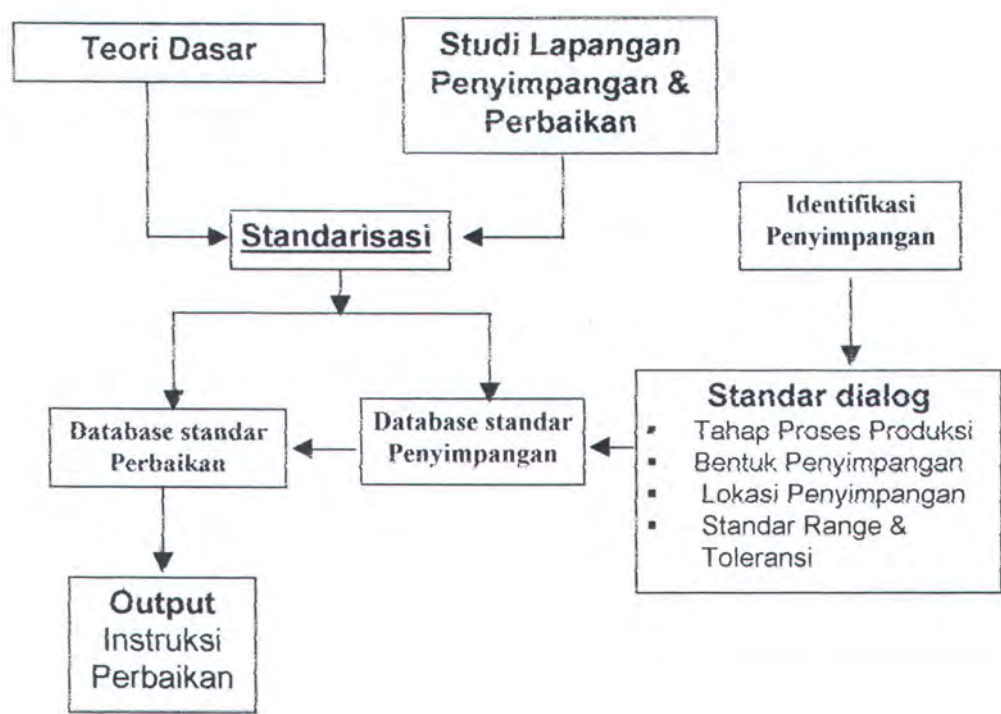 Teori Dasar
Studi Lapangan
Penyimpangan &
Perbaikan
Standarisasi
Identifikasi
Penyimpangan
Database standar
Perbaikan
Database standar
Penyimpangan
Standar dialog
▪ Tahap Proses Produksi
▪ Bentuk Penyimpangan
▪ Lokasi Penyimpangan
▪ Standar Range &
Toleransi
Output
Instruksi
Perbaikan